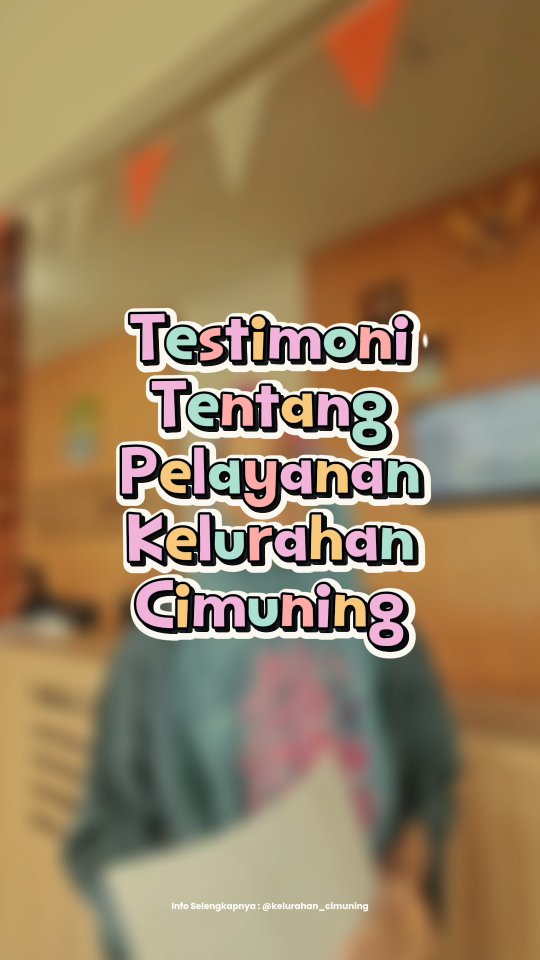 Testimoni
Tentang
Pelayanan
Kelurahan
Cimuning
Info Selengkapnya : @kelurahan_cimuning